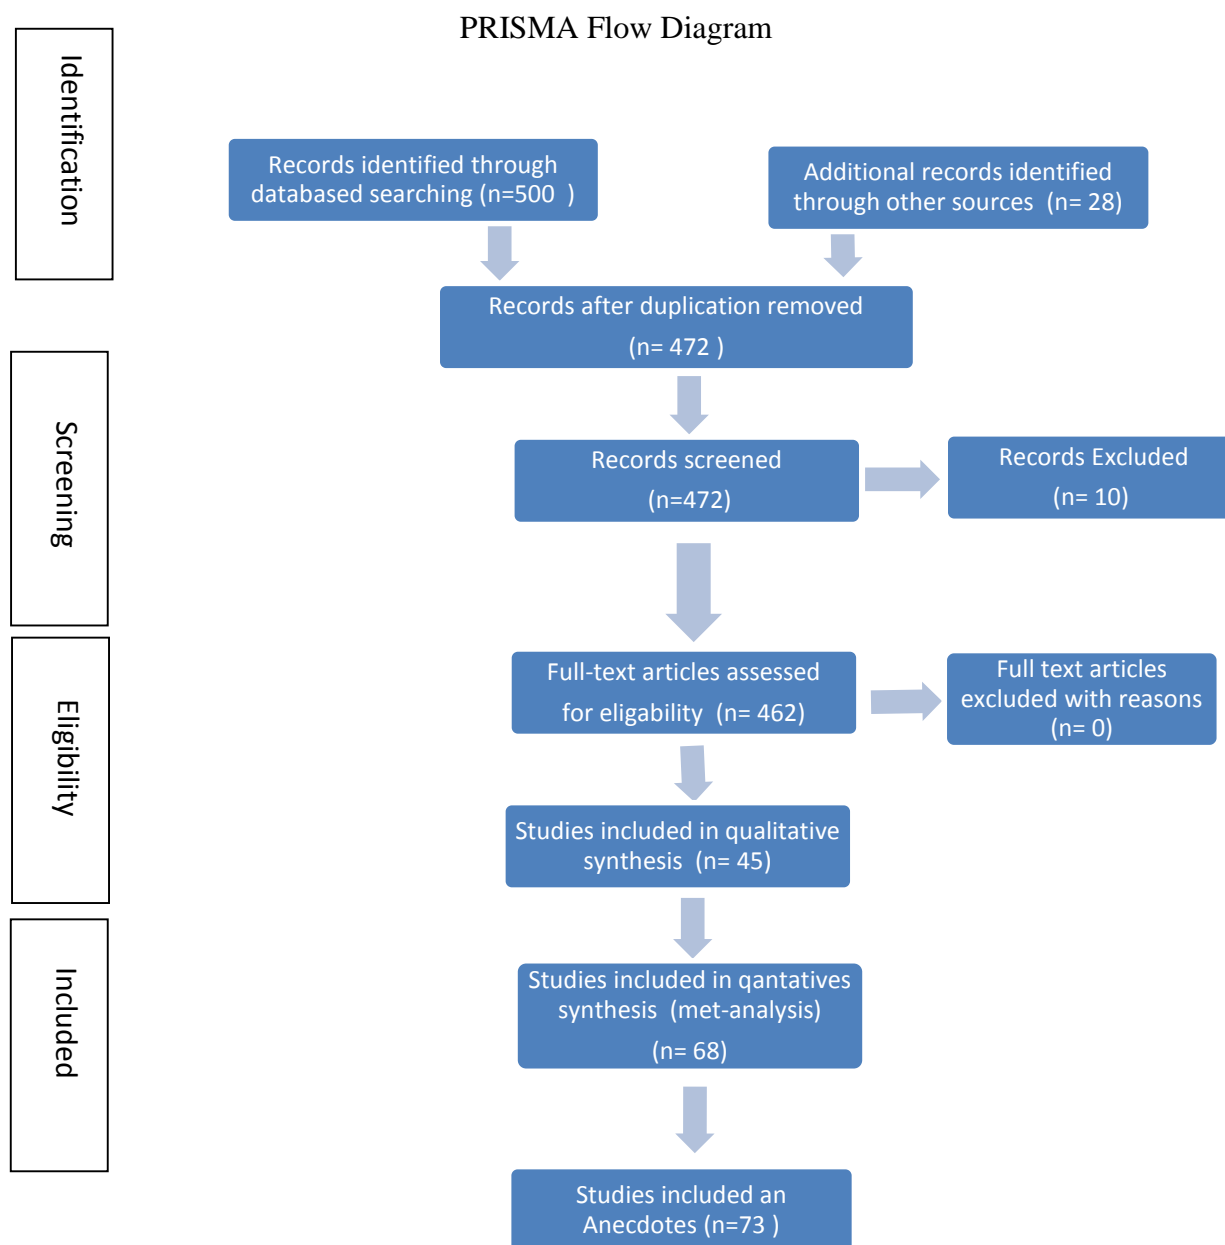 PRISMA Flow Diagram
Identification
Records identified through
databased searching (n=500 )
Additional records identified
through other sources (n= 28)
Records after duplication removed
(n= 472 )
Screening
Records screened
(n=472)
Records Excluded
(n= 10)
Eligibility
Full-text articles assessed
for eligability (n= 462)
Full text articles
excluded with reasons
(n= 0)
Studies included in qualitative
synthesis (n= 45)
Included
Studies included in qantatives
synthesis (met-analysis)
(n= 68)
Studies included an
Anecdotes (n=73 )